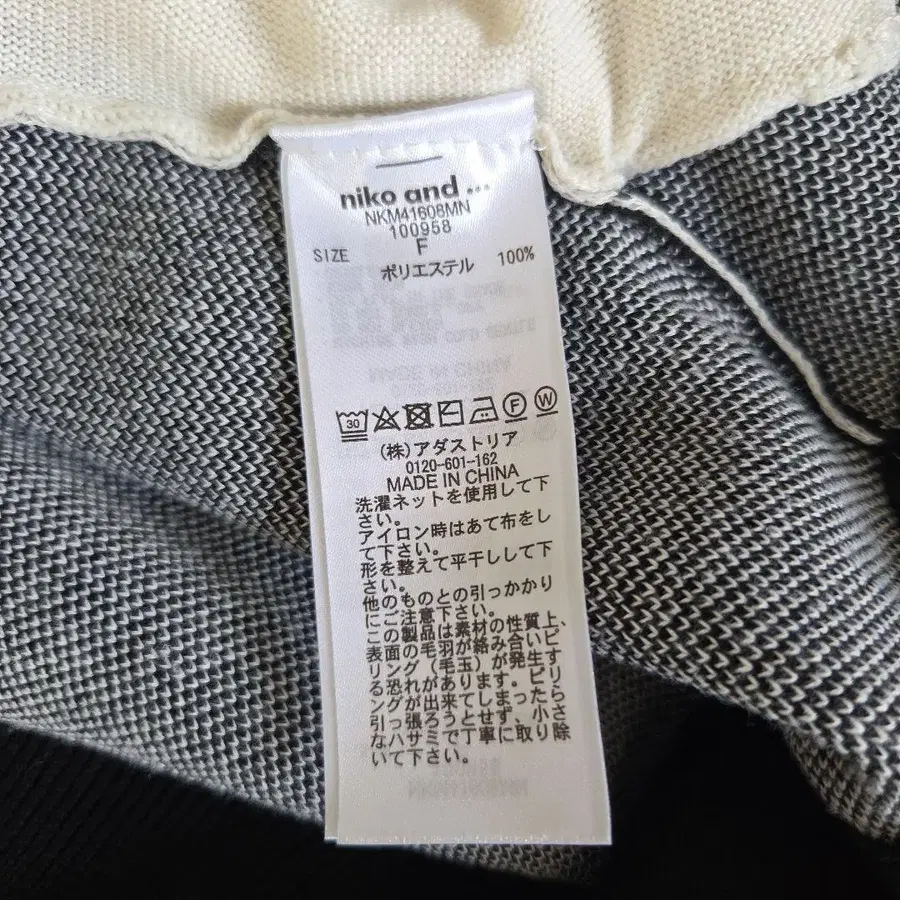 niko and ...
NKM41608MN
100958
SIZE F
ポリエステル 100%
30 F W
(株)アダストリア
0120-601-162
MADE IN CHINA
洗濯ネットを使用して下
さい。
アイロン時はあて布をし
て下さい。
形を整えて平干しして下
さい。
他のものとの引っかかり
にご注意下さい。
この製品は素材の性質上、
表面の毛羽が絡み合いピ
リング(毛玉)が発生す
る恐れがあります。ピリ
ングが出来てしまったら
引っ張ろうとせず、小さ
なハサミで丁寧に取り除
いて下さい。